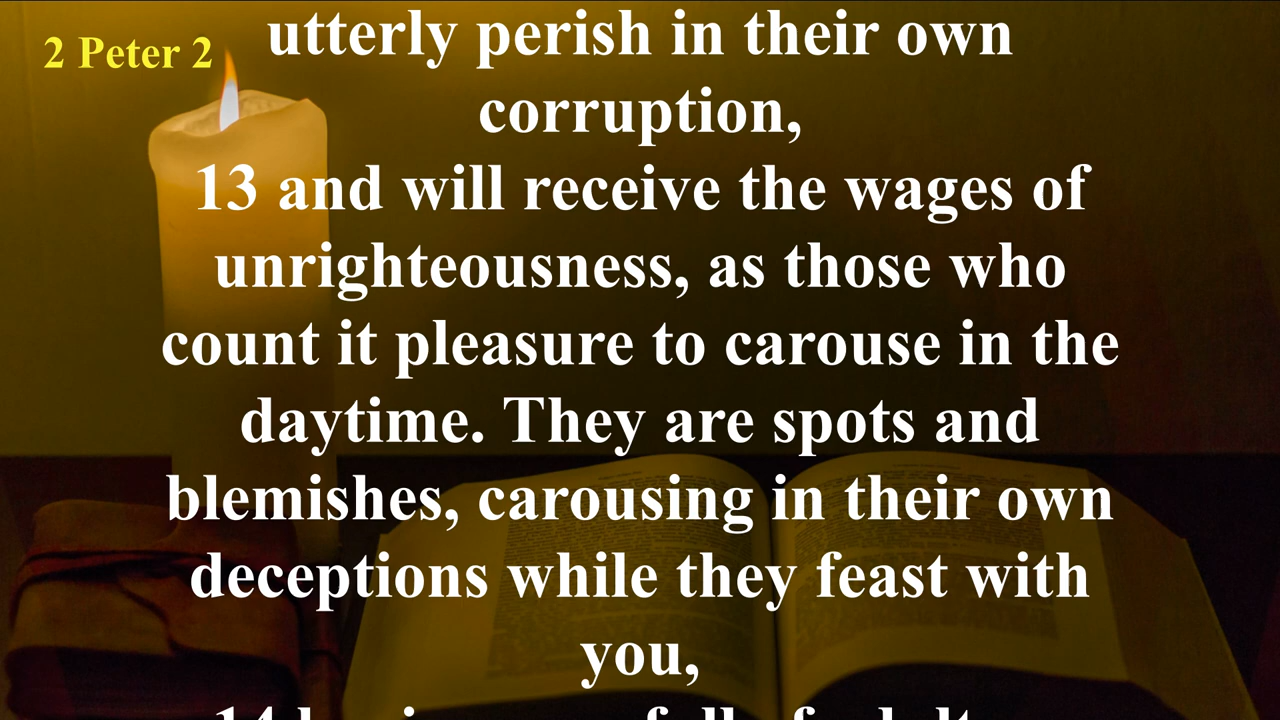 2 Peter 2
utterly perish in their own
corruption,
13 and will receive the wages of
unrighteousness, as those who
count it pleasure to carouse in the
daytime. They are spots and
blemishes, carousing in their own
deceptions while they feast with
you,